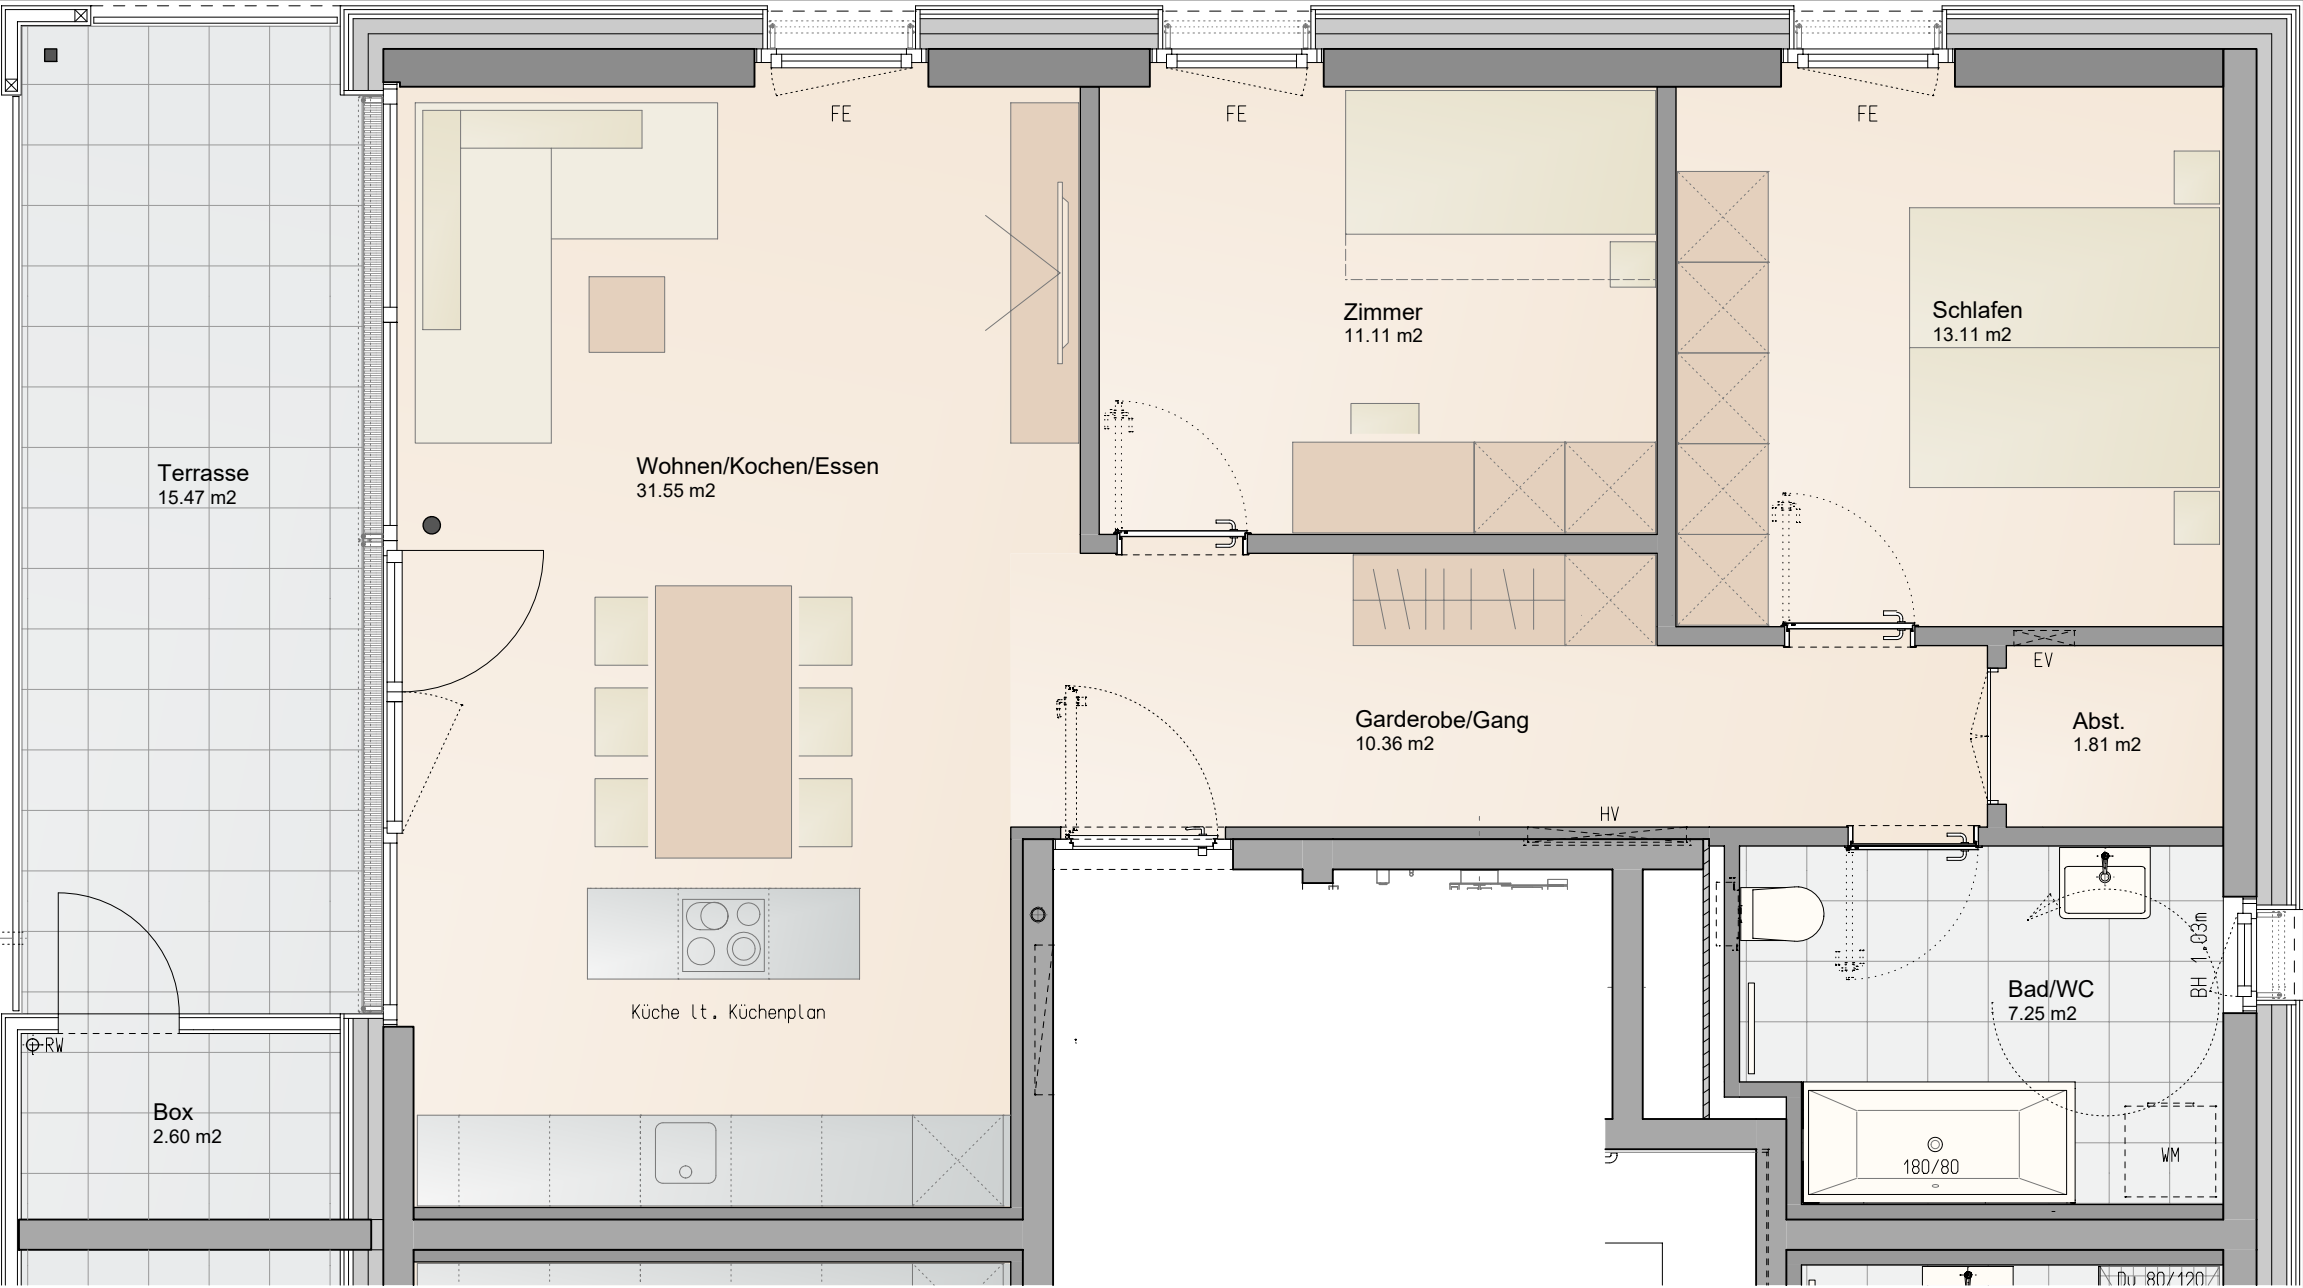 FE
FE
FE
Zimmer
11.11 m2
Schlafen
13.11 m2
Terrasse
15.47 m2
Wohnen/Kochen/Essen
31.55 m2
EV
Garderobe/Gang
10.36 m2
Abst.
1.81 m2
HV
BH 1.03m
Bad/WC
7.25 m2
Küche lt. Küchenplan
RW
Box
2.60 m2
180/80
WM
Du 80/120